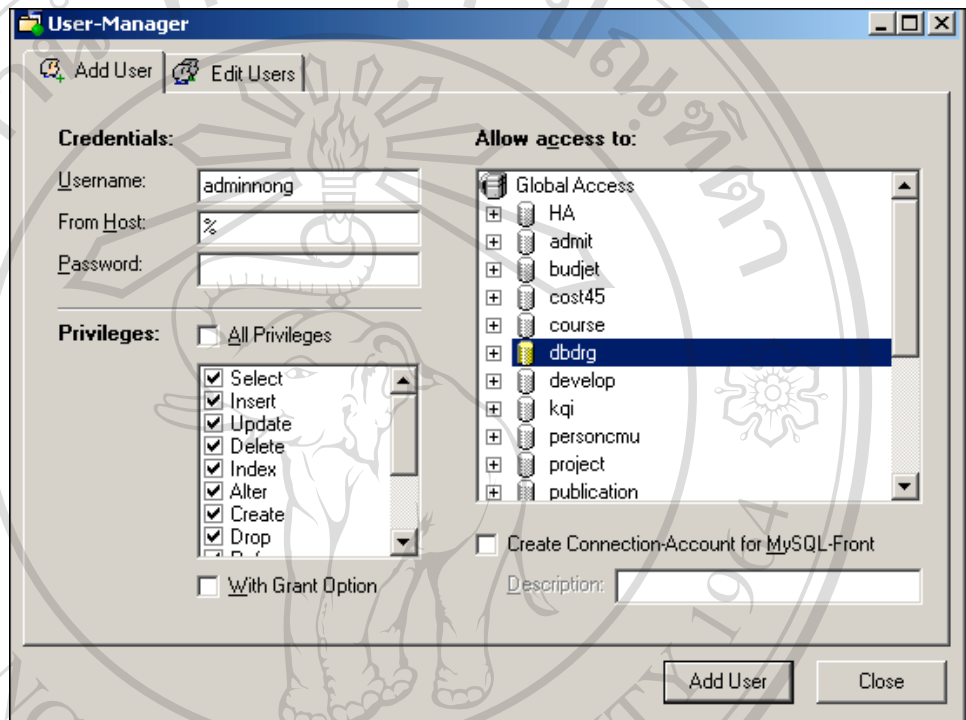 User-Manager
Add User
Edit Users
Credentials:
Username:
adminnong
From Host:
%
Password:
Privileges:
All Privileges
Select
Insert
Update
Delete
Index
Alter
Create
Drop
With Grant Option
Allow access to:
Global Access
HA
admit
budjet
cost45
course
dbdrg
develop
kqi
personcmu
project
publication
Create Connection-Account for MySQL-Front
Description:
Add User
Close